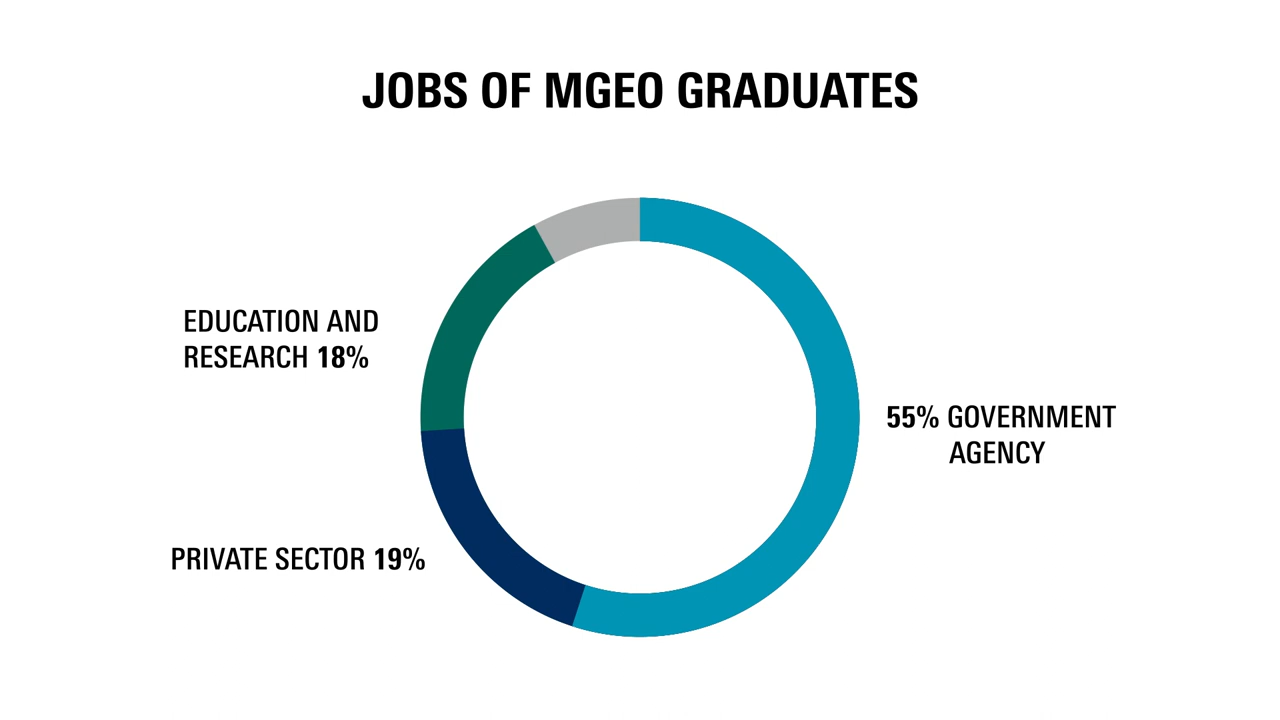 JOBS OF MGEO GRADUATES
EDUCATION AND
RESEARCH 18%
55% GOVERNMENT
AGENCY
PRIVATE SECTOR 19%